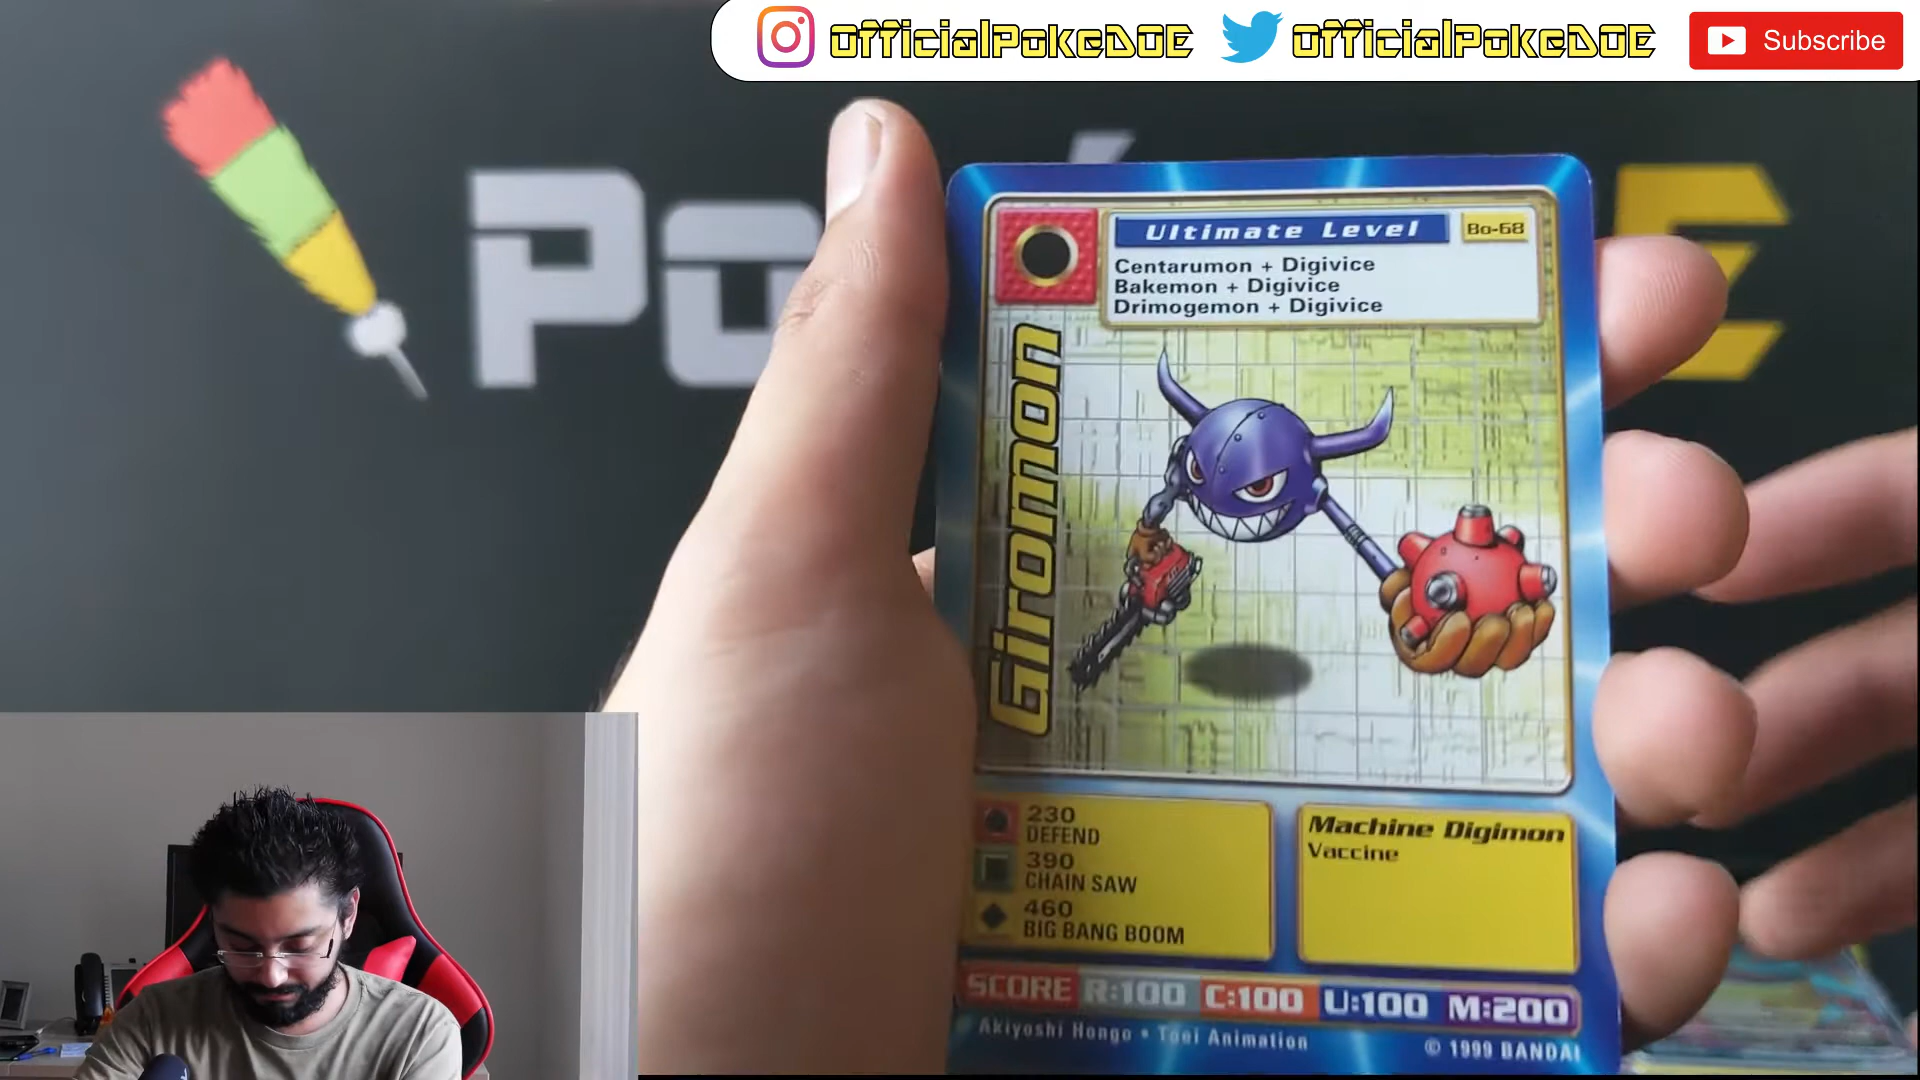 OfficialPokeDOE OfficialPokeDOE Subscribe
Ultimate Level Bo-68
Centarumon + Digivice
Bakemon + Digivice
Drimogemon + Digivice
Giromon
230
DEFEND
390
CHAIN SAW
460
BIG BANG BOOM
Machine Digimon
Vaccine
SCORE R:100 C:100 U:100 M:200
Akiyoshi Hongo • Toei Animation
© 1999 BANDAI